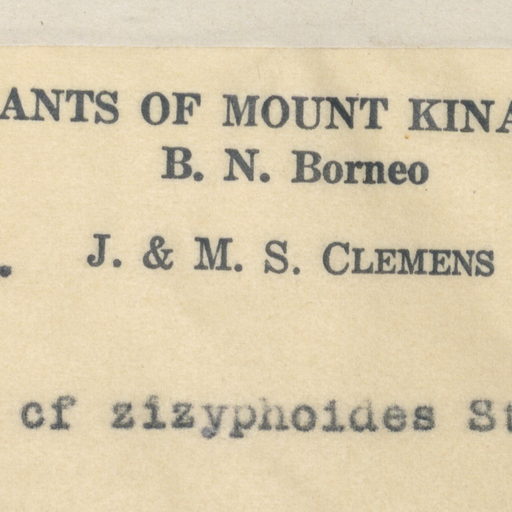 ANTS OF MOUNT KINA
B. N. Borneo
. J. & M. S. CLEMENS
cf zizyphoides St